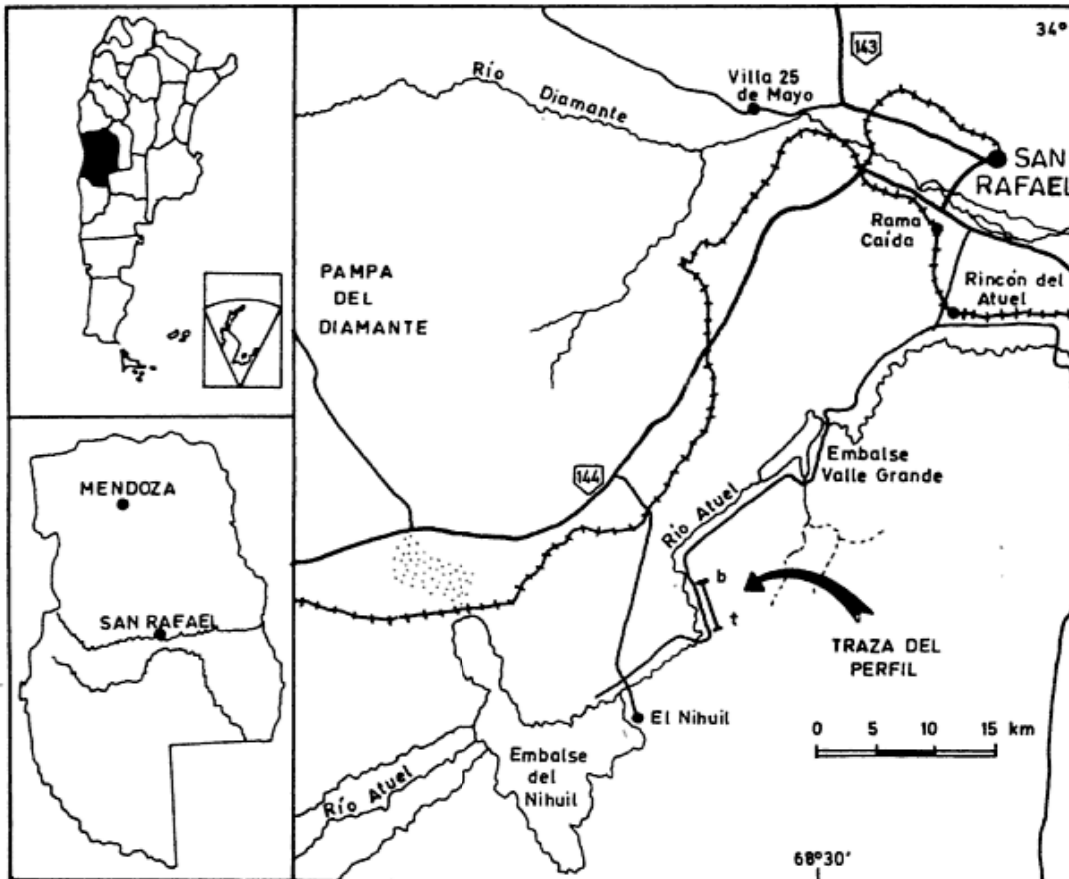 MENDOZA
SAN RAFAEL
34°
143
Villa 25
de Mayo
Río
Diamante
SAN
RAFAEL
Rama
Caída
PAMPA
DEL
DIAMANTE
Rincón del
Atuel
144
Embalse
Valle Grande
Río Atuel
b
t
TRAZA DEL
PERFIL
0 5 10 15 km
El Nihuil
Embalse
del
Nihuil
Río Atuel
68°30'